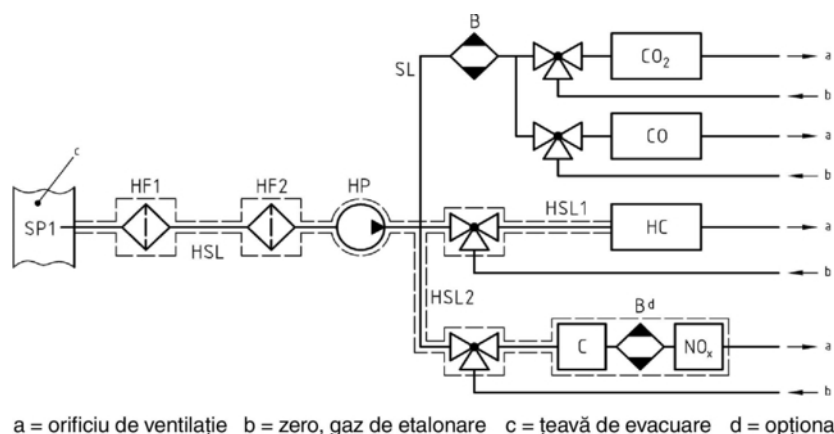 B
SL
CO₂
a
b
c
CO
a
b
HF1
HF2
HP
SP1
HSL
HSL1
HC
a
b
HSL2
Bᵈ
C
NOₓ
a
b
a = orificiu de ventilație b = zero, gaz de etalonare c = țeavă de evacuare d = opționa